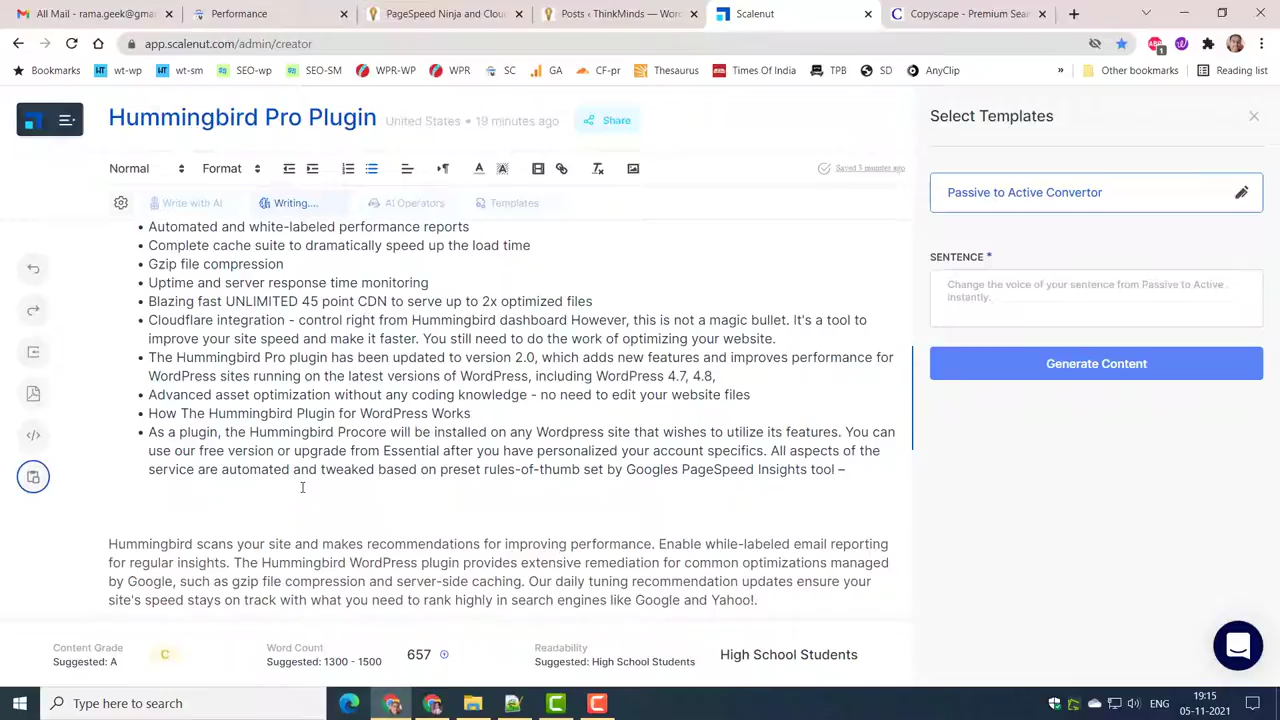 All Mail - rama.geek@gmai
Performance
PageSpeed Ninja and Cloud
Posts ‹ ThinkMinds — Word
Scalenut
Copyscape - Premium Sear
app.scalenut.com/admin/creator
Bookmarks
wt-wp
wt-sm
SEO-wp
SEO-SM
WPR-WP
WPR
SC
GA
CF-pr
Thesaurus
Times Of India
TPB
SD
AnyClip
»
Other bookmarks
Reading list
Hummingbird Pro Plugin
United States • 19 minutes ago
Share
Normal
Format
Saved 3 minutes ago
Write with AI
Writing....
AI Operators
Templates
• Automated and white-labeled performance reports
• Complete cache suite to dramatically speed up the load time
• Gzip file compression
• Uptime and server response time monitoring
• Blazing fast UNLIMITED 45 point CDN to serve up to 2x optimized files
• Cloudflare integration - control right from Hummingbird dashboard However, this is not a magic bullet. It's a tool to
improve your site speed and make it faster. You still need to do the work of optimizing your website.
• The Hummingbird Pro plugin has been updated to version 2.0, which adds new features and improves performance for
WordPress sites running on the latest versions of WordPress, including WordPress 4.7, 4.8,
• Advanced asset optimization without any coding knowledge - no need to edit your website files
• How The Hummingbird Plugin for WordPress Works
• As a plugin, the Hummingbird Procore will be installed on any Wordpress site that wishes to utilize its features. You can
use our free version or upgrade from Essential after you have personalized your account specifics. All aspects of the
service are automated and tweaked based on preset rules-of-thumb set by Googles PageSpeed Insights tool –
Hummingbird scans your site and makes recommendations for improving performance. Enable while-labeled email reporting
for regular insights. The Hummingbird WordPress plugin provides extensive remediation for common optimizations managed
by Google, such as gzip file compression and server-side caching. Our daily tuning recommendation updates ensure your
site's speed stays on track with what you need to rank highly in search engines like Google and Yahoo!.
Select Templates
Passive to Active Convertor
SENTENCE *
Change the voice of your sentence from Passive to Active
instantly.
Generate Content
Content Grade
Suggested: A
C
Word Count
Suggested: 1300 - 1500
657
Readability
Suggested: High School Students
High School Students
Type here to search
ENG
19:15
05-11-2021